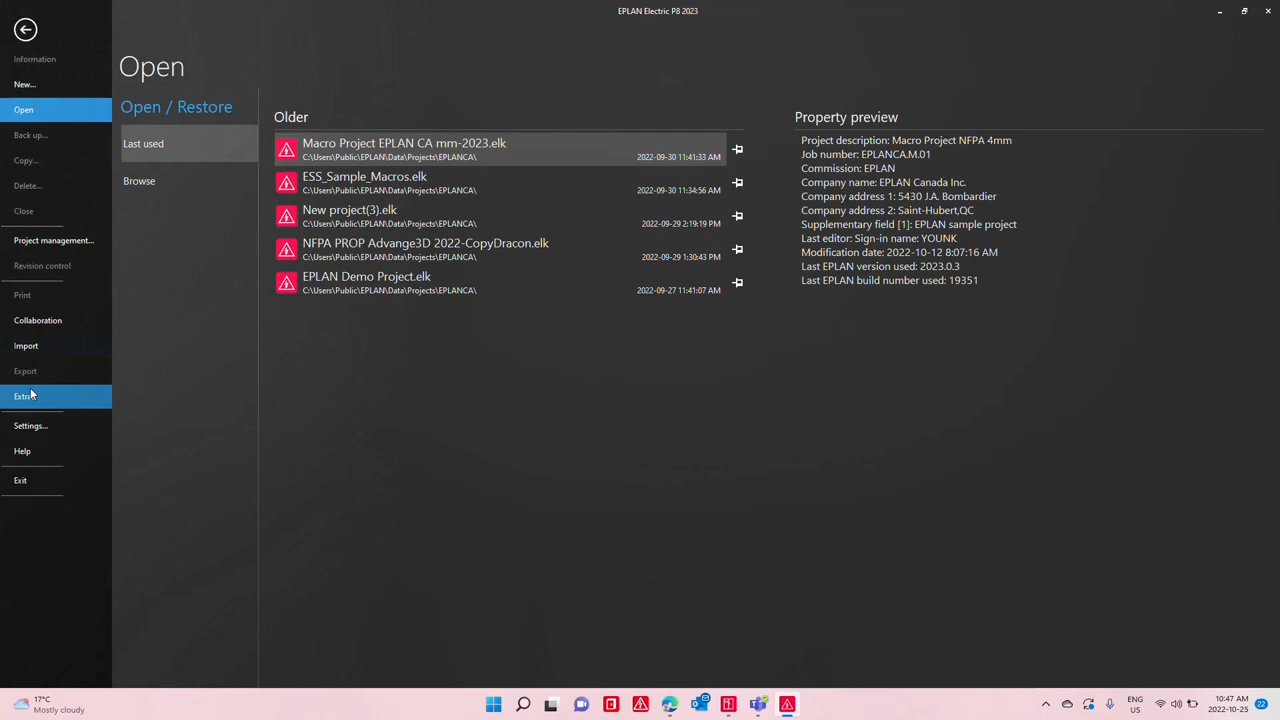 EPLAN Electric P8 2023
Information
New...
Open
Back up...
Copy...
Delete...
Close
Project management...
Revision control
Print
Collaboration
Import
Export
Extras
Settings...
Help
Exit
Open
Open / Restore
Last used
Browse
Older
Macro Project EPLAN CA mm-2023.elk
C:\Users\Public\EPLAN\Data\Projects\EPLANCA\ 2022-09-30 11:41:33 AM
ESS_Sample_Macros.elk
C:\Users\Public\EPLAN\Data\Projects\EPLANCA\ 2022-09-30 11:34:56 AM
New project(3).elk
C:\Users\Public\EPLAN\Data\Projects\EPLANCA\ 2022-09-29 2:19:19 PM
NFPA PROP Advange3D 2022-CopyDracon.elk
C:\Users\Public\EPLAN\Data\Projects\EPLANCA\ 2022-09-29 1:30:43 PM
EPLAN Demo Project.elk
C:\Users\Public\EPLAN\Data\Projects\EPLANCA\ 2022-09-27 11:41:07 AM
Property preview
Project description: Macro Project NFPA 4mm
Job number: EPLANCA.M.01
Commission: EPLAN
Company name: EPLAN Canada Inc.
Company address 1: 5430 J.A. Bombardier
Company address 2: Saint-Hubert,QC
Supplementary field [1]: EPLAN sample project
Last editor: Sign-in name: YOUNK
Modification date: 2022-10-12 8:07:16 AM
Last EPLAN version used: 2023.0.3
Last EPLAN build number used: 19351
17°C
Mostly cloudy
ENG
US
10:47 AM
2022-10-25
22